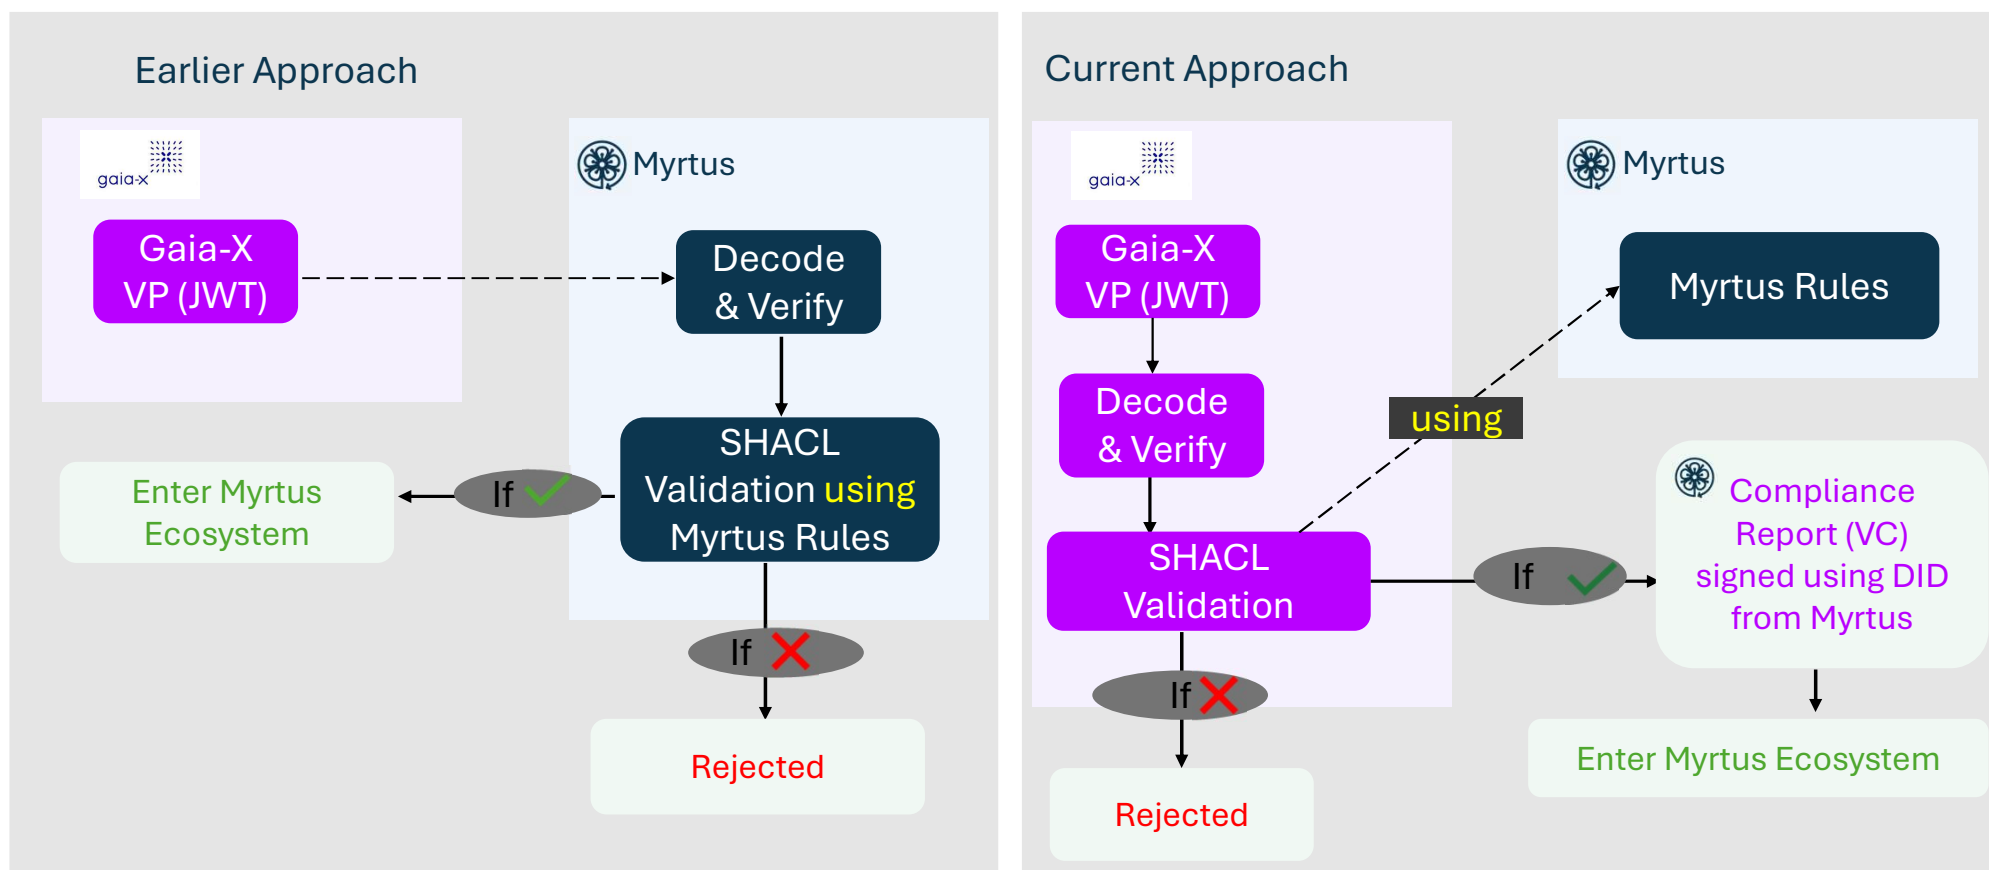 Earlier Approach
gaia-x
Myrtus
Gaia-X
VP (JWT)
Decode
& Verify
SHACL
Validation using
Myrtus Rules
If
Enter Myrtus
Ecosystem
If
Rejected
Current Approach
gaia-x
Myrtus
Gaia-X
VP (JWT)
Myrtus Rules
Decode
& Verify
using
SHACL
Validation
If
Compliance
Report (VC)
signed using DID
from Myrtus
If
Enter Myrtus Ecosystem
Rejected